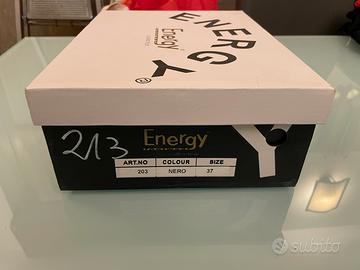 ENERGY
Energy
213
Energy
ART.NO COLOUR SIZE
203 NERO 37
subito